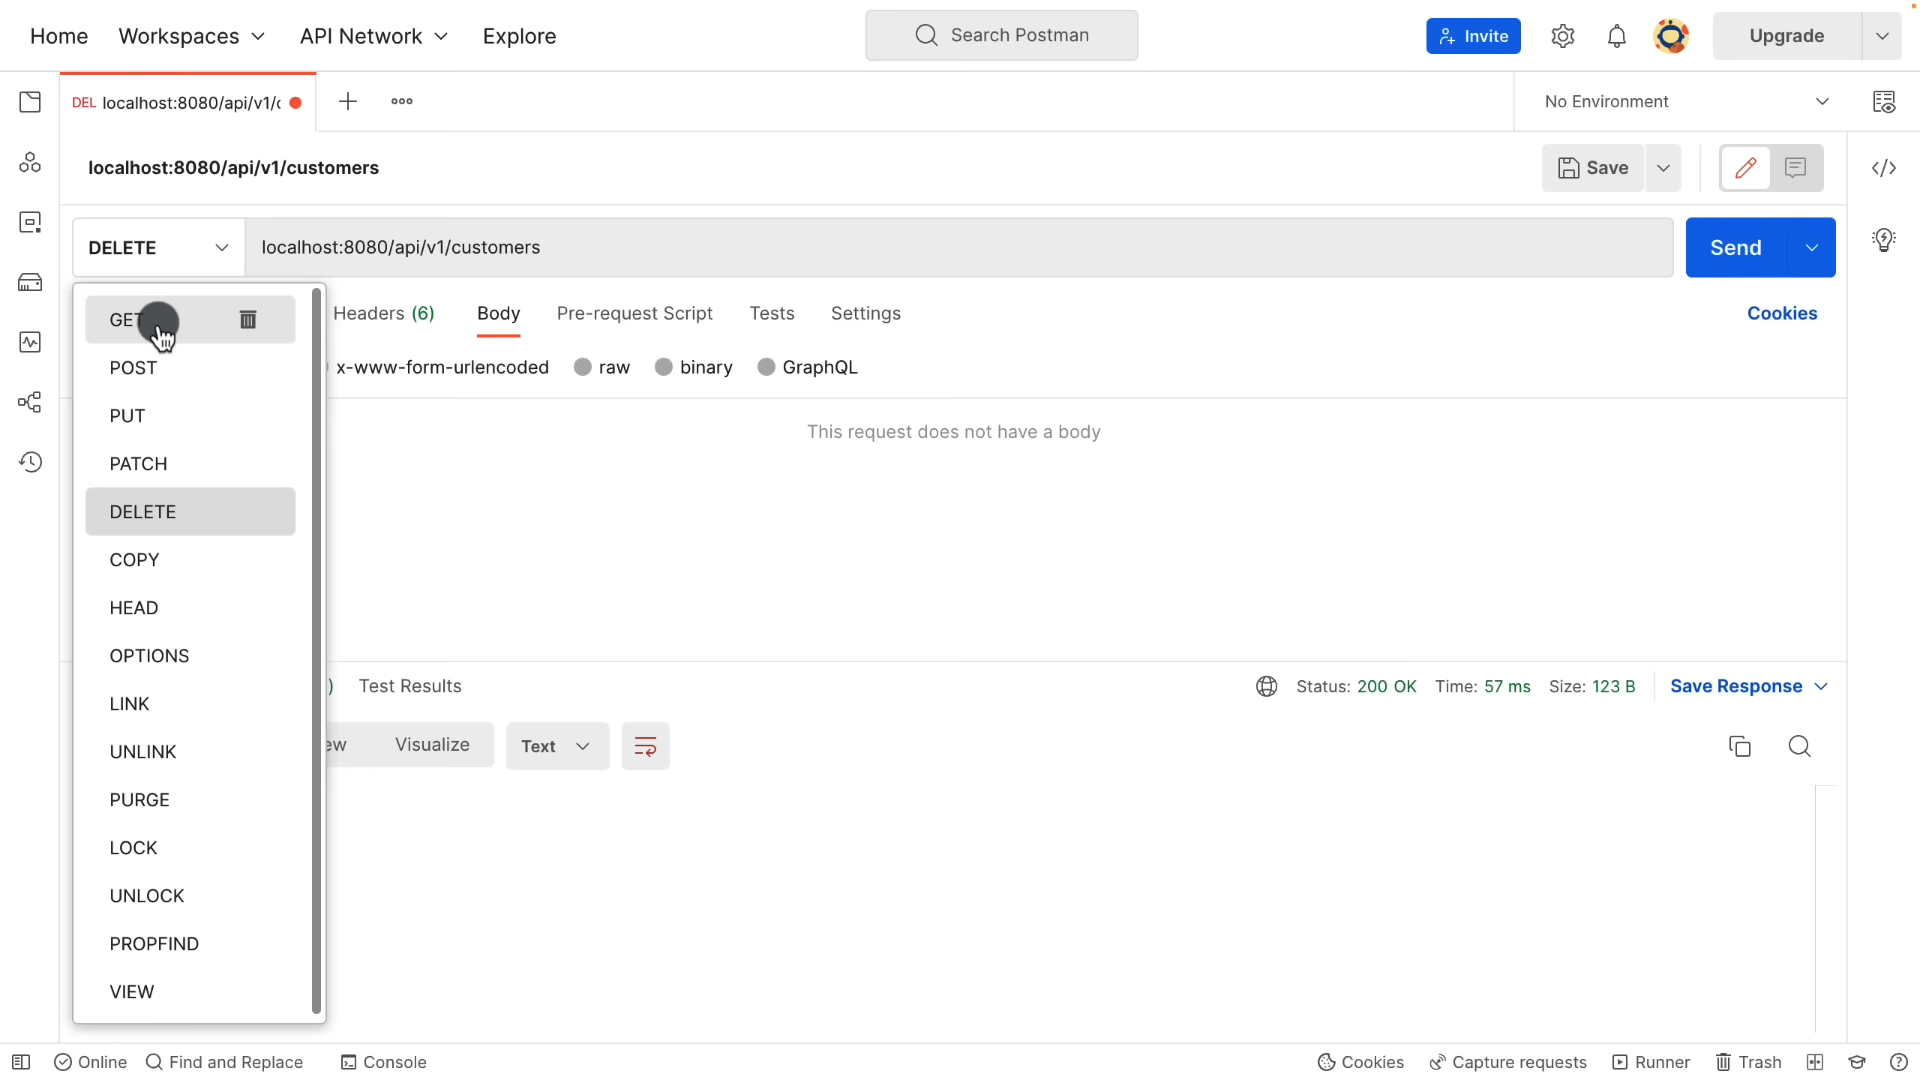 Home Workspaces API Network Explore Search Postman Invite Upgrade
DEL localhost:8080/api/v1/ No Environment
localhost:8080/api/v1/customers Save
DELETE localhost:8080/api/v1/customers Send
GET Headers (6) Body Pre-request Script Tests Settings Cookies
POST x-www-form-urlencoded raw binary GraphQL
PUT
This request does not have a body
PATCH
DELETE
COPY
HEAD
OPTIONS
) Test Results Status: 200 OK Time: 57 ms Size: 123 B Save Response
LINK
UNLINK ew Visualize Text
PURGE
LOCK
UNLOCK
PROPFIND
VIEW
Online Find and Replace Console Cookies Capture requests Runner Trash